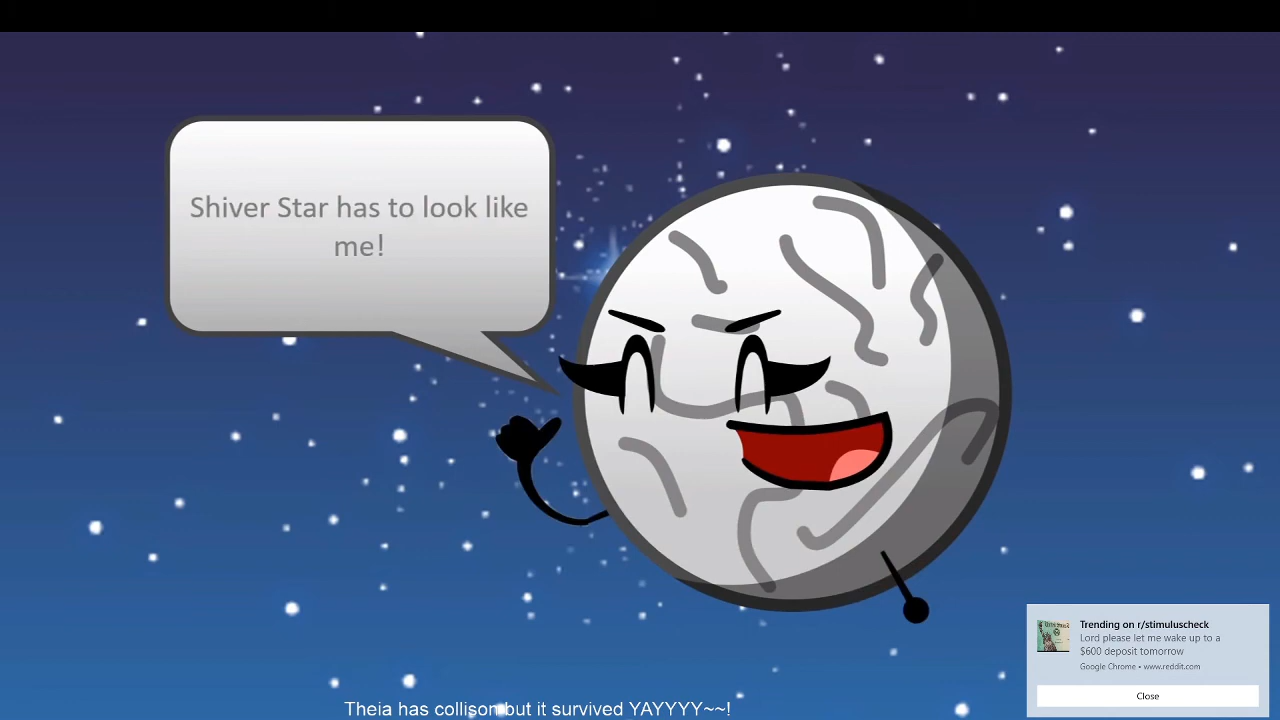 Shiver Star has to look like
me!
Trending on r/stimuluscheck
Lord please let me wake up to a
$600 deposit tomorrow
Google Chrome • www.reddit.com
Close
Theia has collison but it survived YAYYYY~~!